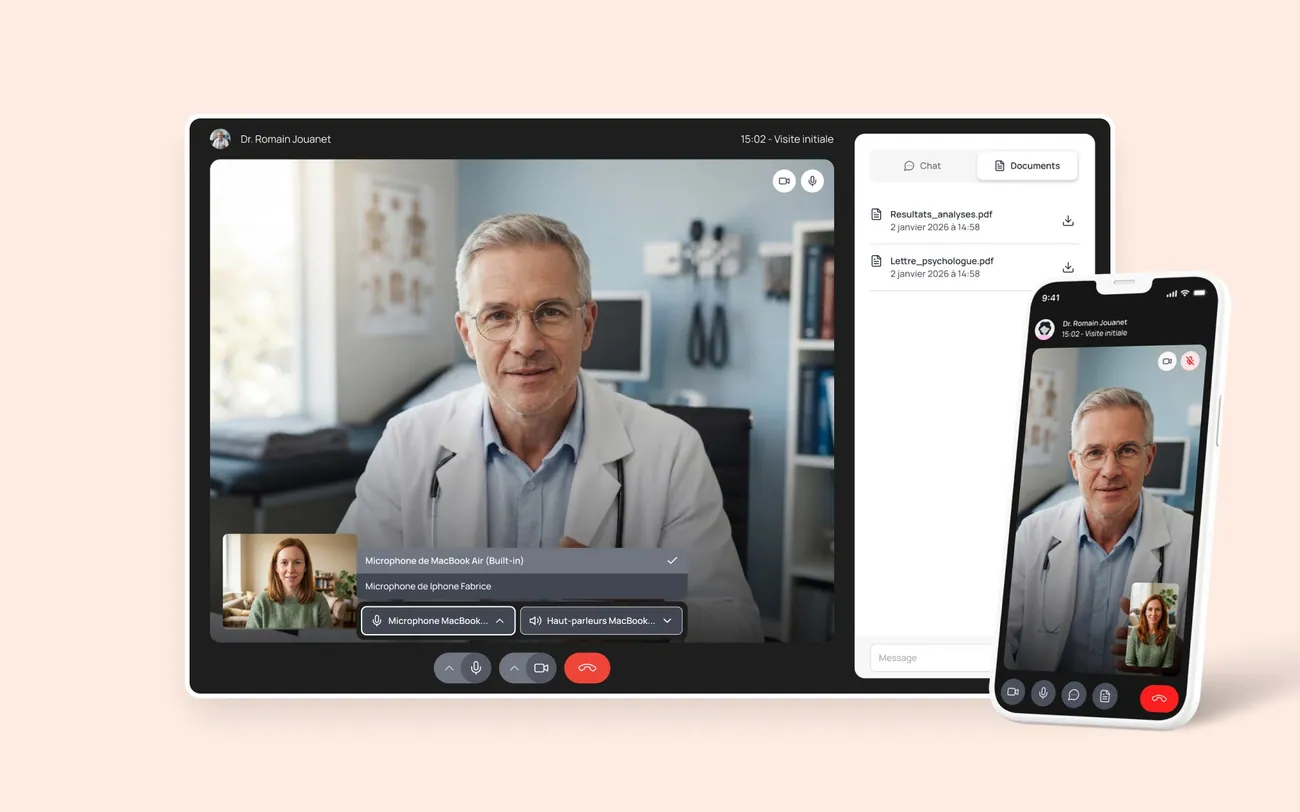 Dr. Romain Jouanet
15:02 - Visite initiale
Chat
Documents
Resultats_analyses.pdf
2 janvier 2026 à 14:58
Lettre_psychologue.pdf
2 janvier 2026 à 14:58
Microphone de MacBook Air (Built-in)
Microphone de Iphone Fabrice
Microphone MacBook...
Haut-parleurs MacBook...
Message
9:41
Dr. Romain Jouanet
15:02 - Visite initiale